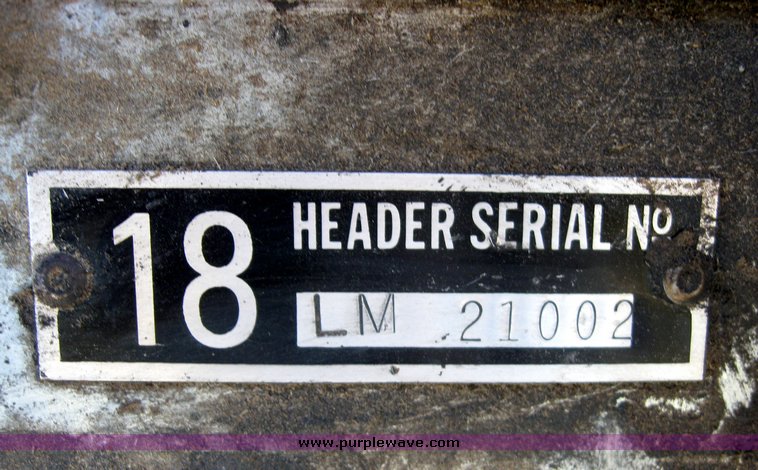 18
HEADER SERIAL NO
LM 21002
www.purplewave.com